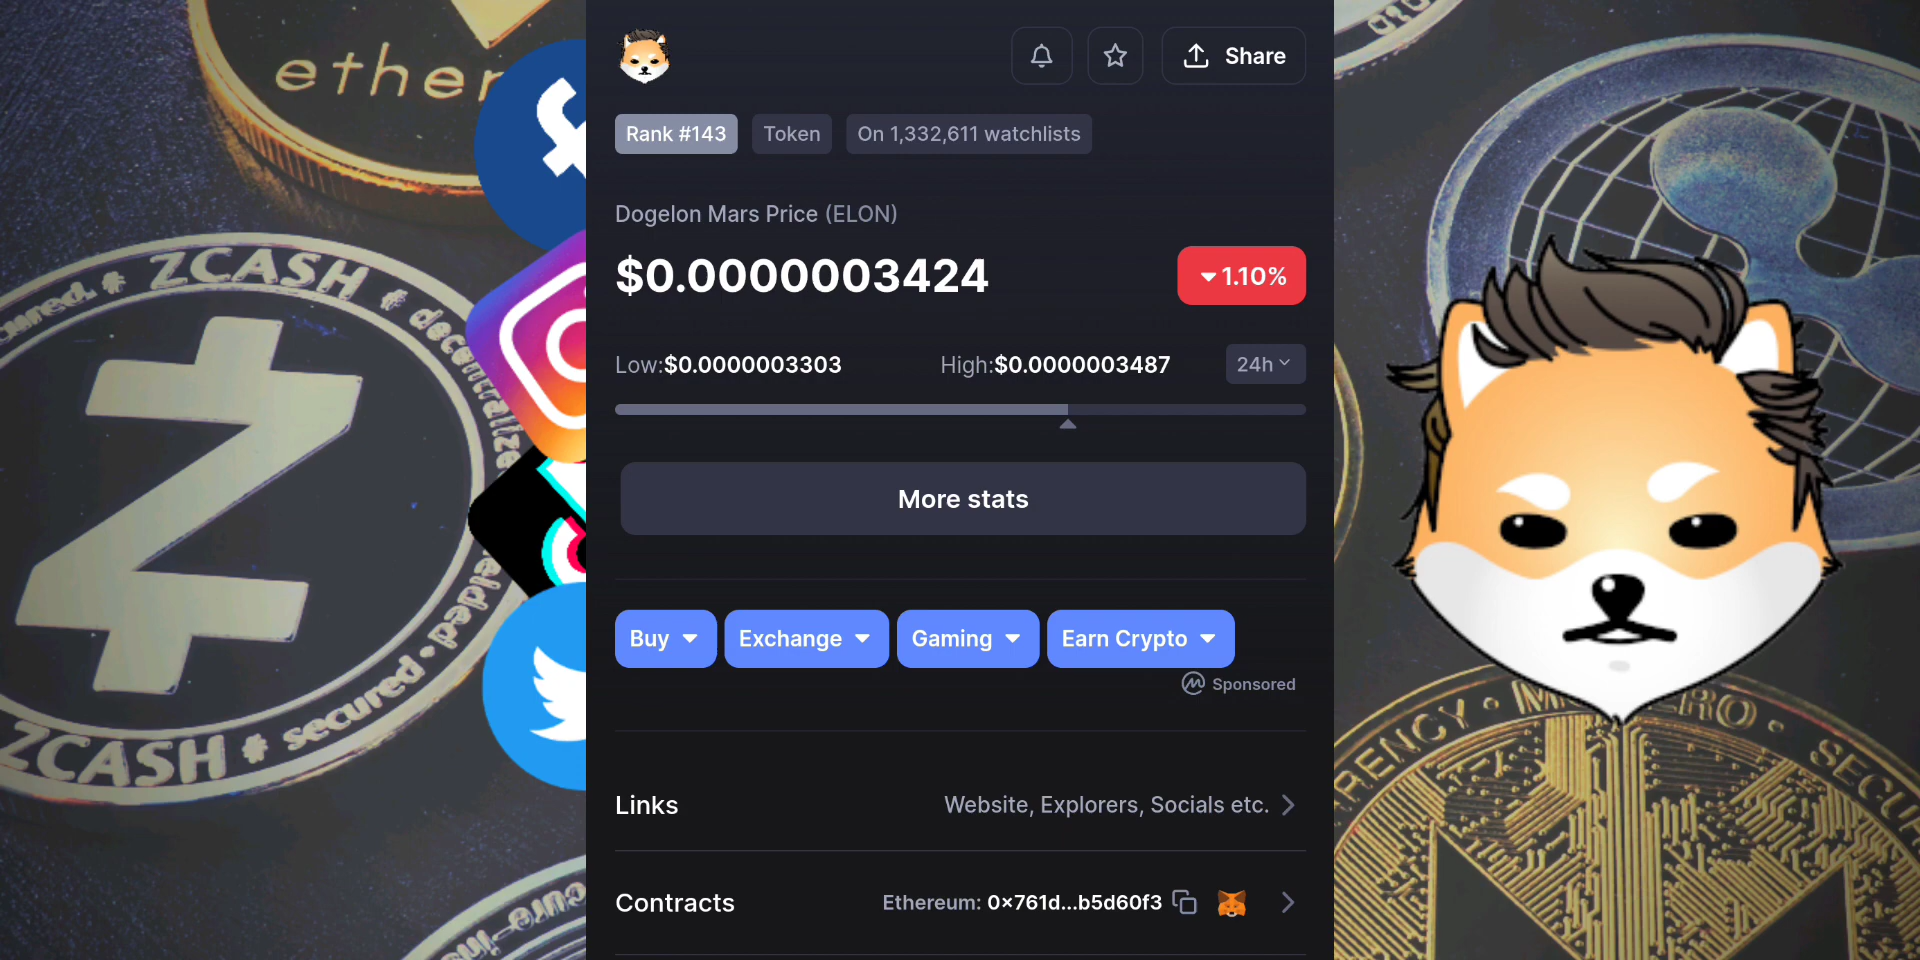 Share
Rank #143 Token On 1,332,611 watchlists
Dogelon Mars Price (ELON)
$0.0000003424 1.10%
Low:$0.0000003303 High:$0.0000003487 24h
More stats
Buy Exchange Gaming Earn Crypto
Sponsored
Links Website, Explorers, Socials etc.
Contracts Ethereum: 0x761d...b5d60f3
ether
ZCASH # decentralized
ZCASH # secured